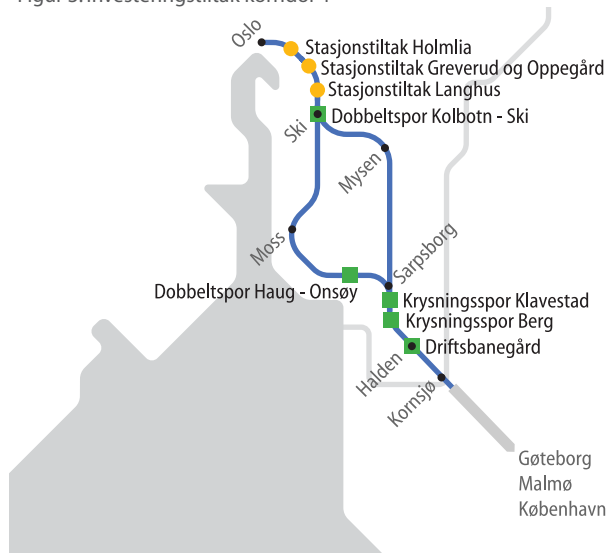 Oslo
Stasjonstiltak Holmlia
Stasjonstiltak Greverud og Oppegård
Stasjonstiltak Langhus
Dobbeltspor Kolbotn - Ski
Ski
Mysen
Moss
Sarpsborg
Dobbeltspor Haug - Onsøy
Krysningsspor Klavestad
Krysningsspor Berg
Driftsbanegård
Halden
Kornsjø
Gøteborg
Malmø
København